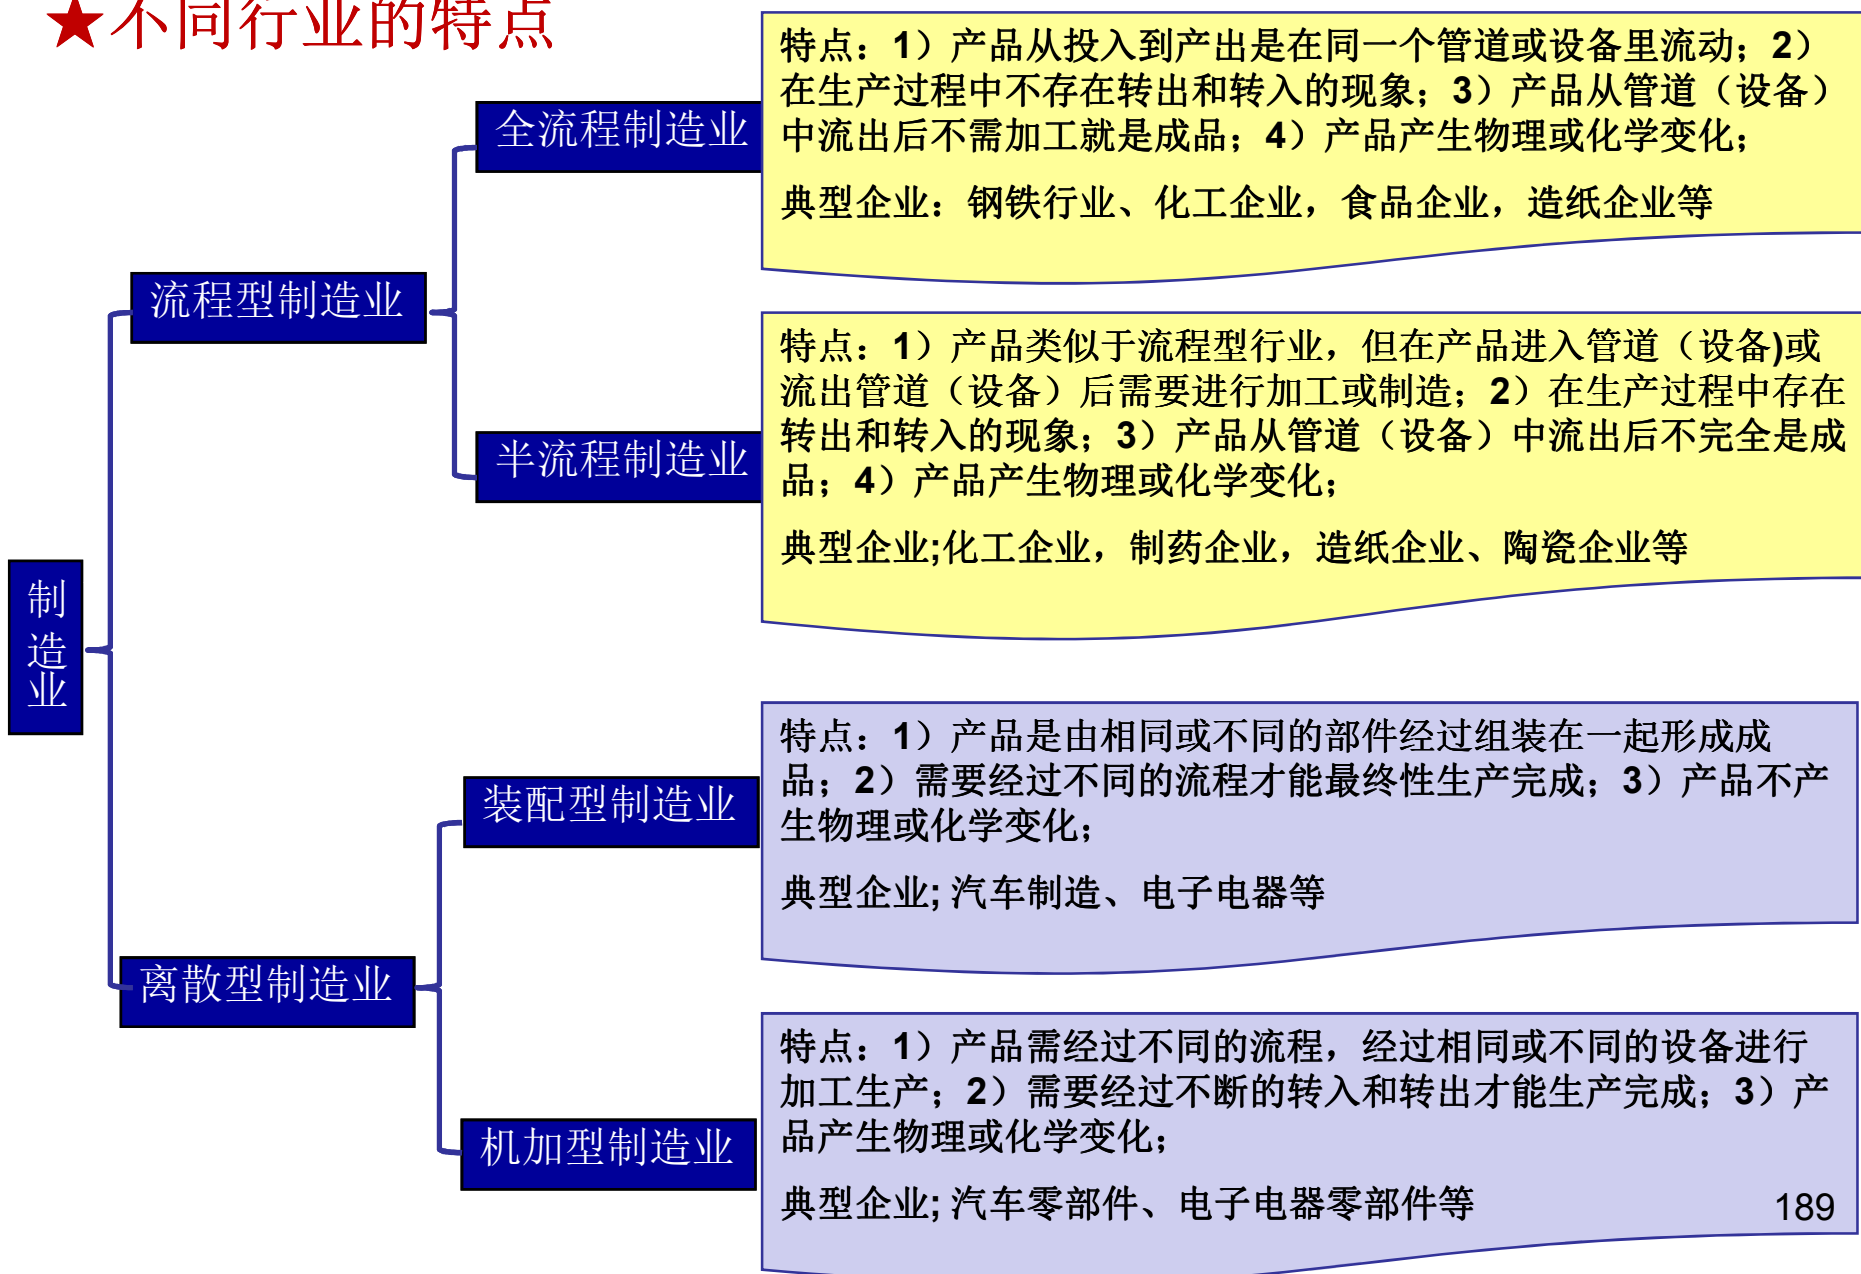 ★不同行业的特点
制
造
业
流程型制造业
全流程制造业
特点：1）产品从投入到产出是在同一个管道或设备里流动；2）
在生产过程中不存在转出和转入的现象；3）产品从管道（设备）
中流出后不需加工就是成品；4）产品产生物理或化学变化；
典型企业：钢铁行业、化工企业，食品企业，造纸企业等
半流程制造业
特点：1）产品类似于流程型行业，但在产品进入管道（设备)或
流出管道（设备）后需要进行加工或制造；2）在生产过程中存在
转出和转入的现象；3）产品从管道（设备）中流出后不完全是成
品；4）产品产生物理或化学变化；
典型企业;化工企业，制药企业，造纸企业、陶瓷企业等
离散型制造业
装配型制造业
特点：1）产品是由相同或不同的部件经过组装在一起形成成
品；2）需要经过不同的流程才能最终性生产完成；3）产品不产
生物理或化学变化；
典型企业; 汽车制造、电子电器等
机加型制造业
特点：1）产品需经过不同的流程，经过相同或不同的设备进行
加工生产；2）需要经过不断的转入和转出才能生产完成；3）产
品产生物理或化学变化；
典型企业; 汽车零部件、电子电器零部件等
189